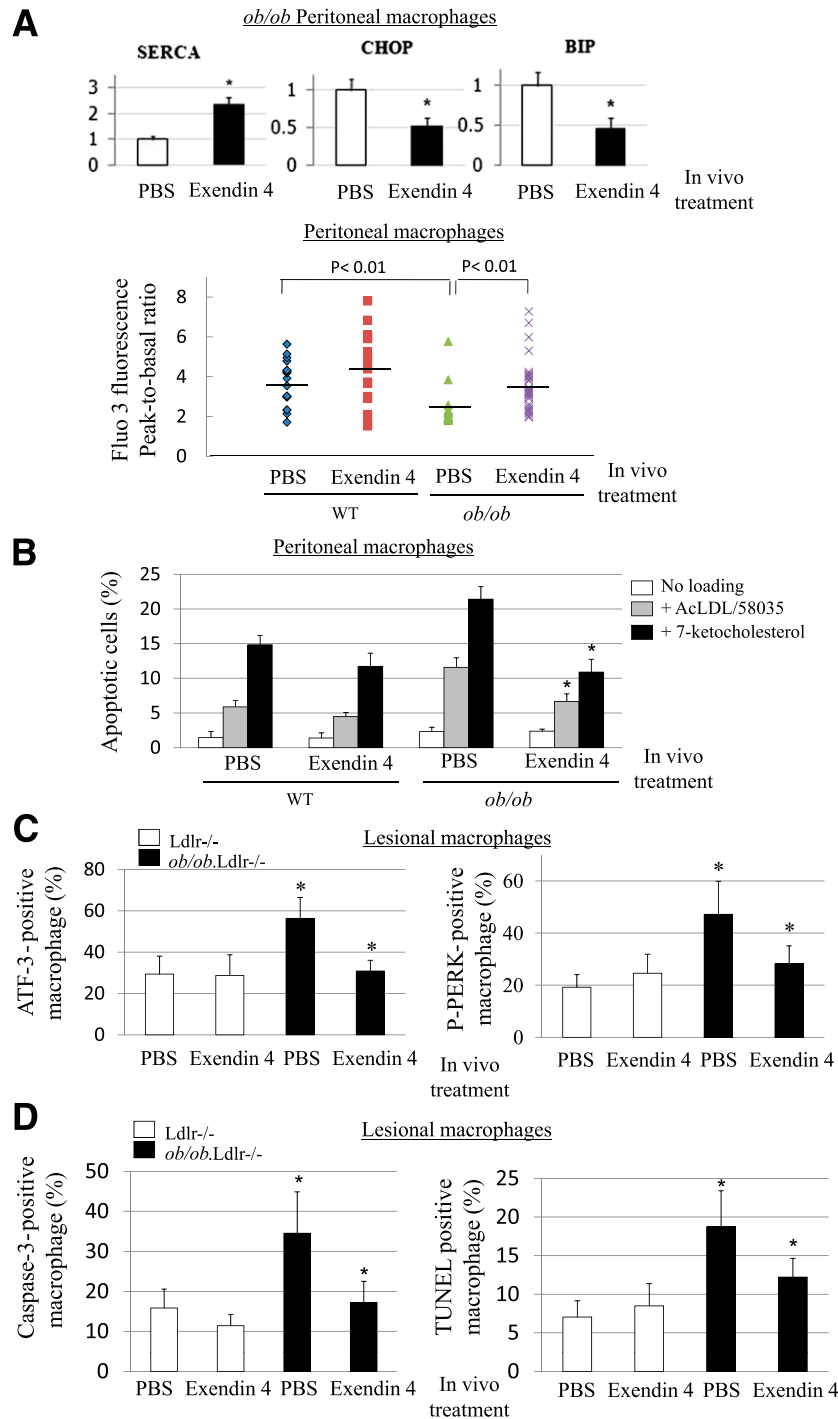 A
ob/ob Peritoneal macrophages
SERCA
CHOP
BIP
3
2
1
0
*
1
0.5
0
*
1
0.5
0
*
PBS Exendin 4
PBS Exendin 4
PBS Exendin 4
In vivo
treatment
Peritoneal macrophages
P< 0.01
P< 0.01
Fluo 3 fluorescence
Peak-to-basal ratio
8
6
4
2
0
PBS Exendin 4 PBS Exendin 4
In vivo
treatment
WT
ob/ob
B
Peritoneal macrophages
Apoptotic cells (%)
25
20
15
10
5
0
No loading
+ AcLDL/58035
+ 7-ketocholesterol
*
*
PBS Exendin 4 PBS Exendin 4
In vivo
treatment
WT
ob/ob
C
Ldlr-/-
ob/ob.Ldlr-/-
Lesional macrophages
ATF-3-positive
macrophage (%)
80
60
40
20
0
*
*
PBS Exendin 4 PBS Exendin 4
In vivo
treatment
P-PERK-positive
macrophage (%)
60
40
20
0
*
*
PBS Exendin 4 PBS Exendin 4
D
Ldlr-/-
ob/ob.Ldlr-/-
Lesional macrophages
Caspase-3-positive
macrophage (%)
50
40
30
20
10
0
*
*
PBS Exendin 4 PBS Exendin 4
In vivo
treatment
TUNEL positive
macrophage (%)
25
20
15
10
5
0
*
*
PBS Exendin 4 PBS Exendin 4